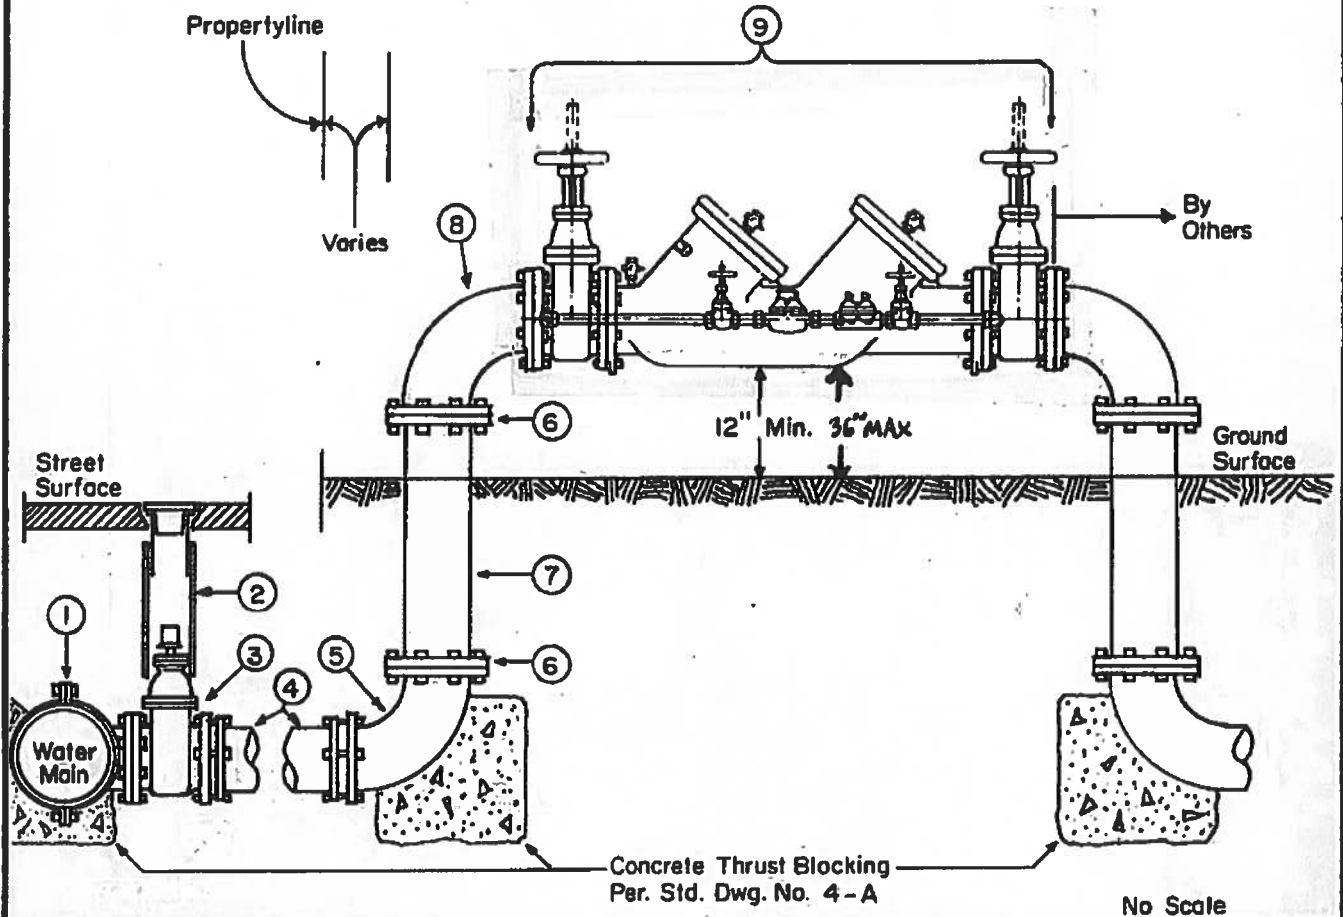 Propertyline
9
Varies
8
By
Others
6
12" Min. 36" MAX
Street
Surface
Ground
Surface
7
2
1
3
5
6
4
Water
Main
Concrete Thrust Blocking
Per. Std. Dwg. No. 4-A
No Scale